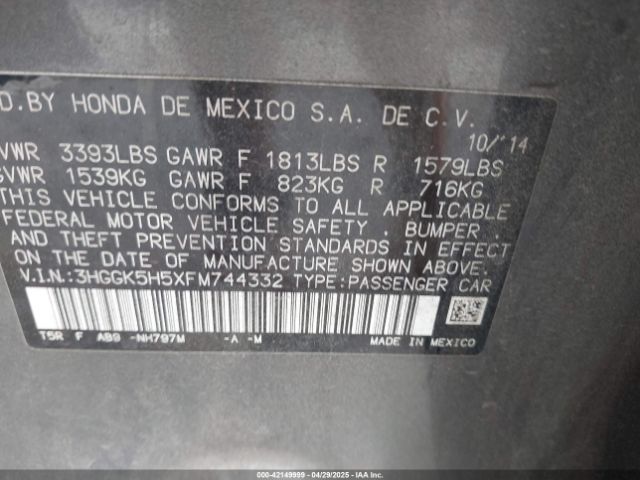 D.BY HONDA DE MEXICO S.A. DE C.V.
10/'14
VWR 3393LBS GAWR F 1813LBS R 1579LBS
GVWR 1539KG GAWR F 823KG R 716KG
THIS VEHICLE CONFORMS TO ALL APPLICABLE
FEDERAL MOTOR VEHICLE SAFETY , BUMPER ,
AND THEFT PREVENTION STANDARDS IN EFFECT
ON THE DATE OF MANUFACTURE SHOWN ABOVE.
V.I.N.:3HGGK5H5XFM744332 TYPE:PASSENGER CAR
T5R F AB9 -NH797M -A -M MADE IN MEXICO
000-42149999 04/29/2025 IAAI, Inc.